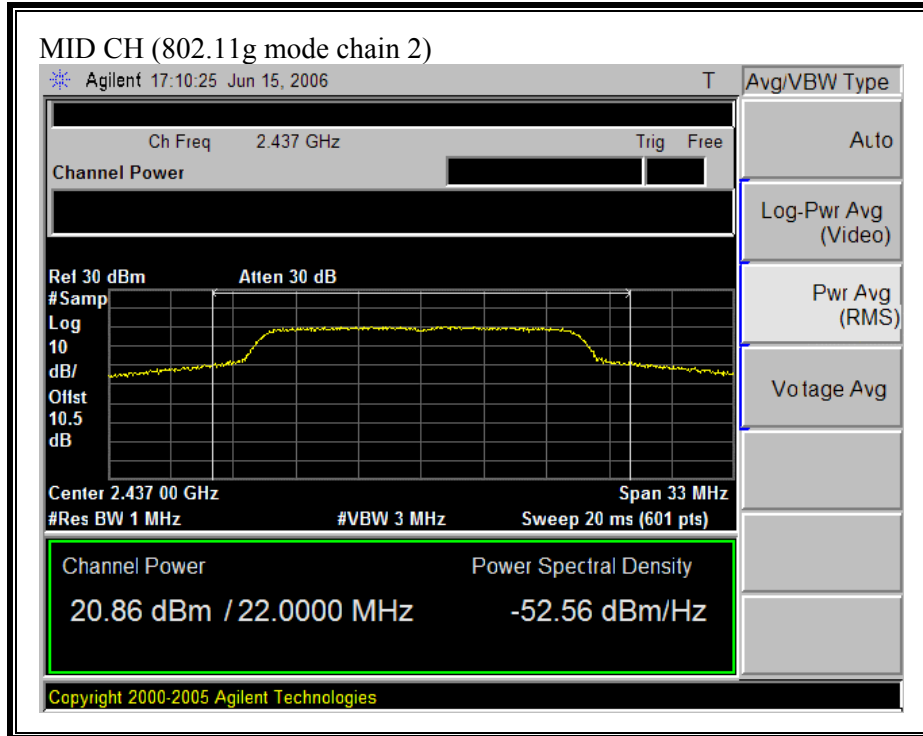 MID CH (802.11g mode chain 2)
Agilent 17:10:25 Jun 15, 2006 T
Avg/VBW Type
Ch Freq 2.437 GHz Trig Free
Channel Power
Auto
Log-Pwr Avg
(Video)
Pwr Avg
(RMS)
Voltage Avg
Ref 30 dBm Atten 30 dB
#Samp
Log
10
dB/
Offst
10.5
dB
Center 2.437 00 GHz Span 33 MHz
#Res BW 1 MHz #VBW 3 MHz Sweep 20 ms (601 pts)
Channel Power Power Spectral Density
20.86 dBm / 22.0000 MHz -52.56 dBm/Hz
Copyright 2000-2005 Agilent Technologies